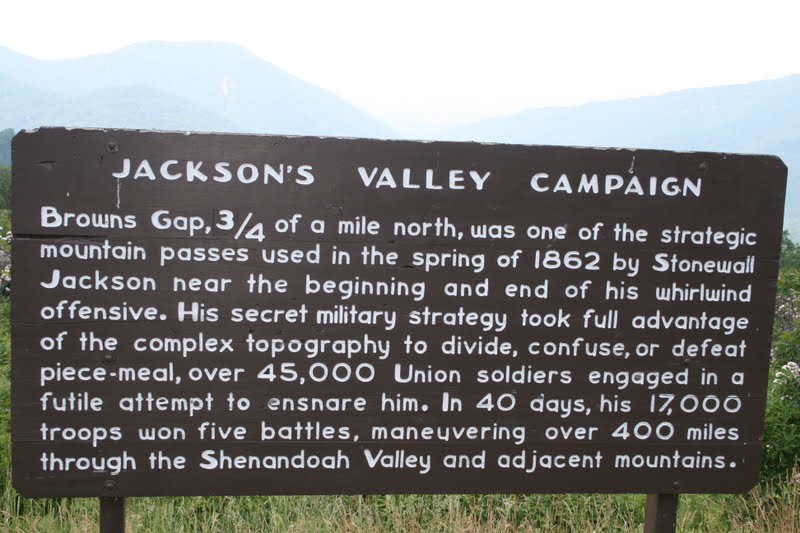 JACKSON'S VALLEY CAMPAIGN
Browns Gap, 3/4 of a mile north, was one of the strategic
mountain passes used in the spring of 1862 by Stonewall
Jackson near the beginning and end of his whirlwind
offensive. His secret military strategy took full advantage
of the complex topography to divide, confuse, or defeat
piece-meal, over 45,000 Union soldiers engaged in a
futile attempt to ensnare him. In 40 days, his 17,000
troops won five battles, maneuvering over 400 miles
through the Shenandoah Valley and adjacent mountains.